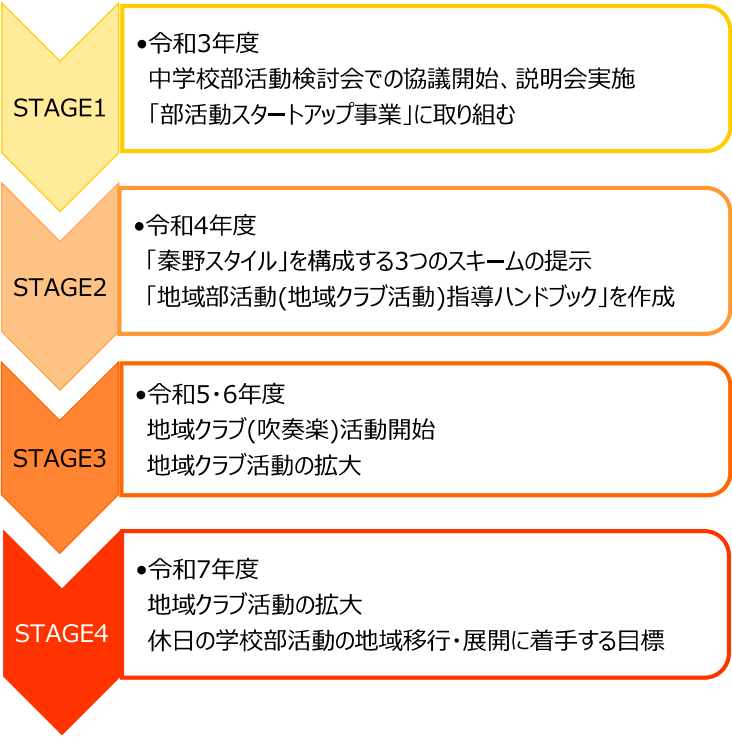 STAGE1
•令和3年度
中学校部活動検討会での協議開始、説明会実施
「部活動スタートアップ事業」に取り組む
STAGE2
•令和4年度
「秦野スタイル」を構成する3つのスキームの提示
「地域部活動(地域クラブ活動)指導ハンドブック」を作成
STAGE3
•令和5・6年度
地域クラブ(吹奏楽)活動開始
地域クラブ活動の拡大
STAGE4
•令和7年度
地域クラブ活動の拡大
休日の学校部活動の地域移行・展開に着手する目標